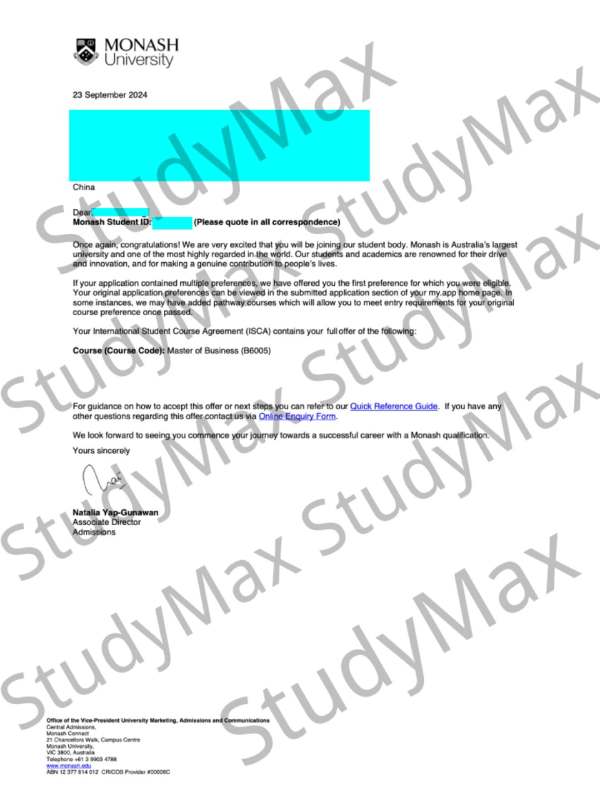 MONASH
University
23 September 2024
China
Dear
Monash Student ID: (Please quote in all correspondence)
Once again, congratulations! We are very excited that you will be joining our student body. Monash is Australia's largest
university and one of the most highly regarded in the world. Our students and academics are renowned for their drive
and innovation, and for making a genuine contribution to people's lives.
If your application contained multiple preferences, we have offered you the first preference for which you were eligible.
Your original application preferences can be viewed in the submitted application section of your my.app home page. In
some instances, we may have added pathway courses which will allow you to meet entry requirements for your original
course preference once passed.
Your International Student Course Agreement (ISCA) contains your full offer of the following:
Course (Course Code): Master of Business (B6005)
For guidance on how to accept this offer or next steps you can refer to our Quick Reference Guide. If you have any
other questions regarding this offer contact us via Online Enquiry Form.
We look forward to seeing you commence your journey towards a successful career with a Monash qualification.
Yours sincerely
Natalia Yap-Gunawan
Associate Director
Admissions
Office of the Vice-President University Marketing, Admissions and Communications
Central Admissions,
Monash Connect
21 Chancellors Walk, Campus Centre
Monash University,
VIC 3800, Australia
Telephone +61 3 9903 4788
www.monash.edu
ABN 12 377 614 012 CRICOS Provider #00008C
StudyMax
StudyMax
StudyMax
StudyMax
StudyMax
StudyMax
StudyMax
StudyMax